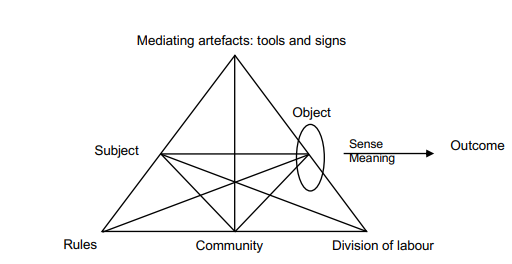 Mediating artefacts: tools and signs
Object
Subject
Sense
Meaning
Outcome
Rules
Community
Division of labour